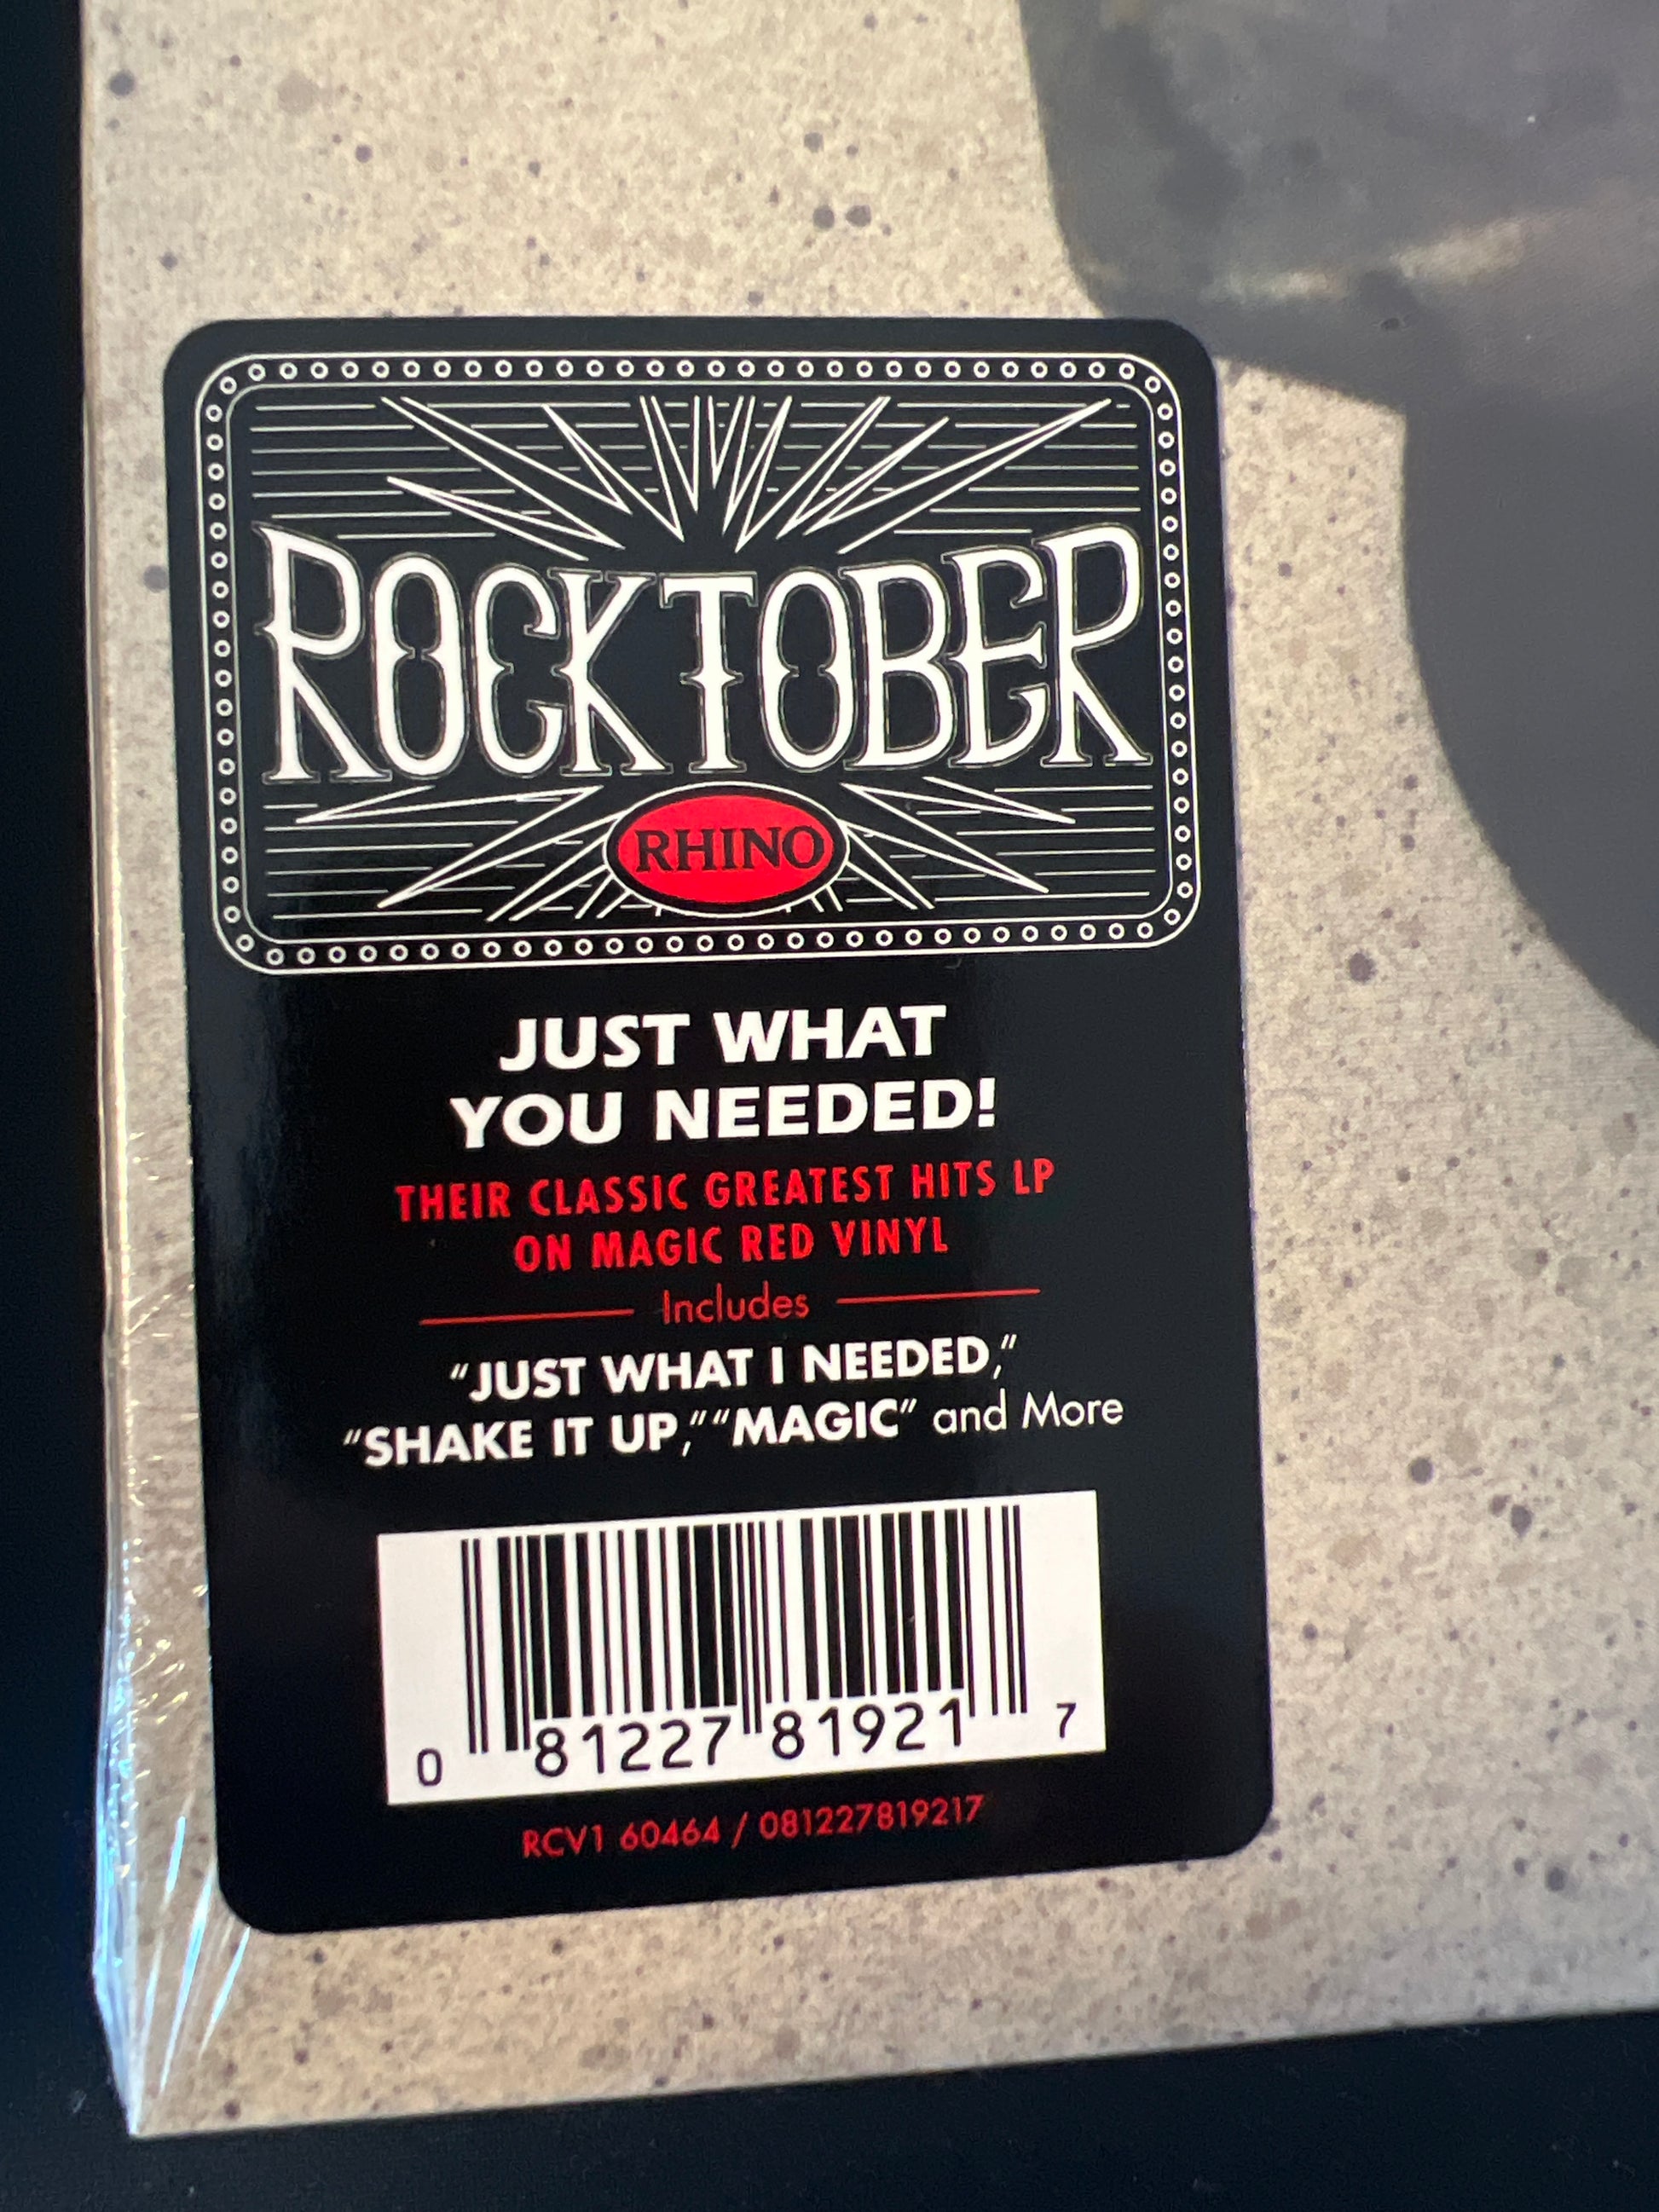 ROCKTOBER
RHINO
JUST WHAT
YOU NEEDED!
THEIR CLASSIC GREATEST HITS LP
ON MAGIC RED VINYL
Includes
“JUST WHAT I NEEDED,”
“SHAKE IT UP,” “MAGIC” and More
0 81227 81921 7
RCV1 60464 / 081227819217